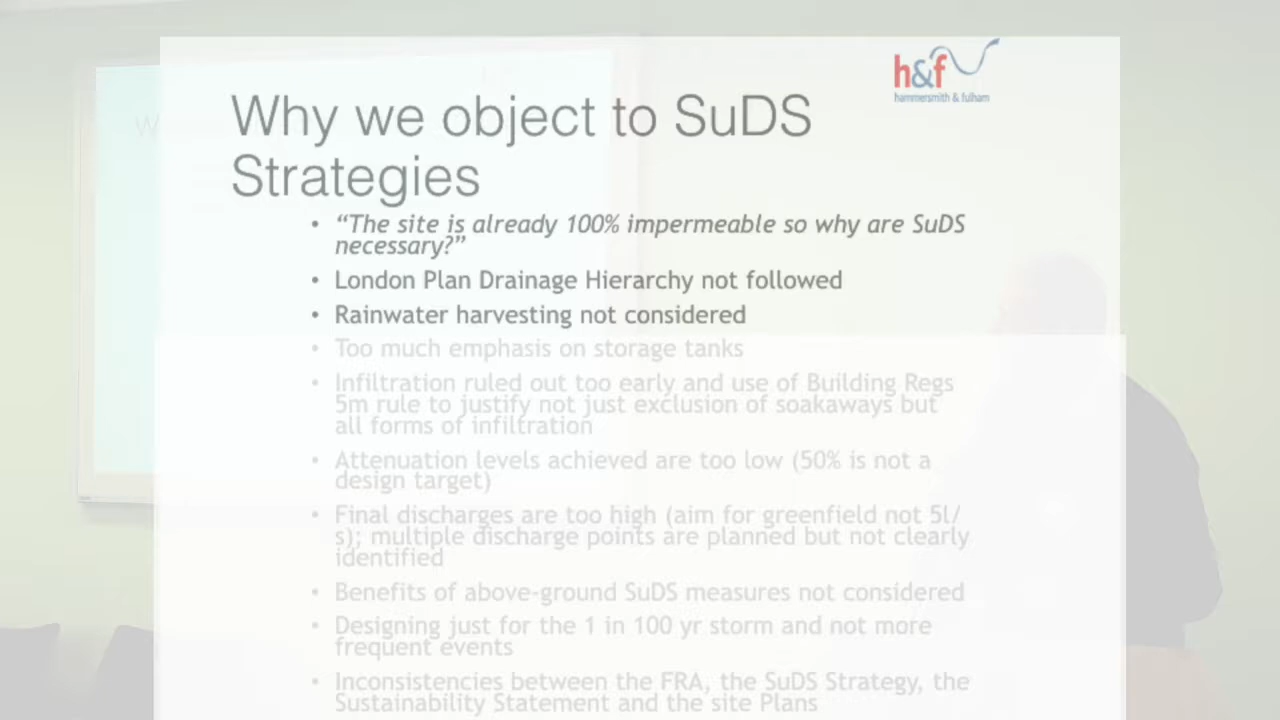 h&f
hammersmith & fulham
Why we object to SuDS
Strategies
• “The site is already 100% impermeable so why are SuDS
necessary?”
• London Plan Drainage Hierarchy not followed
• Rainwater harvesting not considered
• Too much emphasis on storage tanks
• Infiltration ruled out too early and use of Building Regs
5m rule to justify not just exclusion of soakaways but
all forms of infiltration
• Attenuation levels achieved are too low (50% is not a
design target)
• Final discharges are too high (aim for greenfield not 5l/
s); multiple discharge points are planned but not clearly
identified
• Benefits of above-ground SuDS measures not considered
• Designing just for the 1 in 100 yr storm and not more
frequent events
• Inconsistencies between the FRA, the SuDS Strategy, the
Sustainability Statement and the site Plans